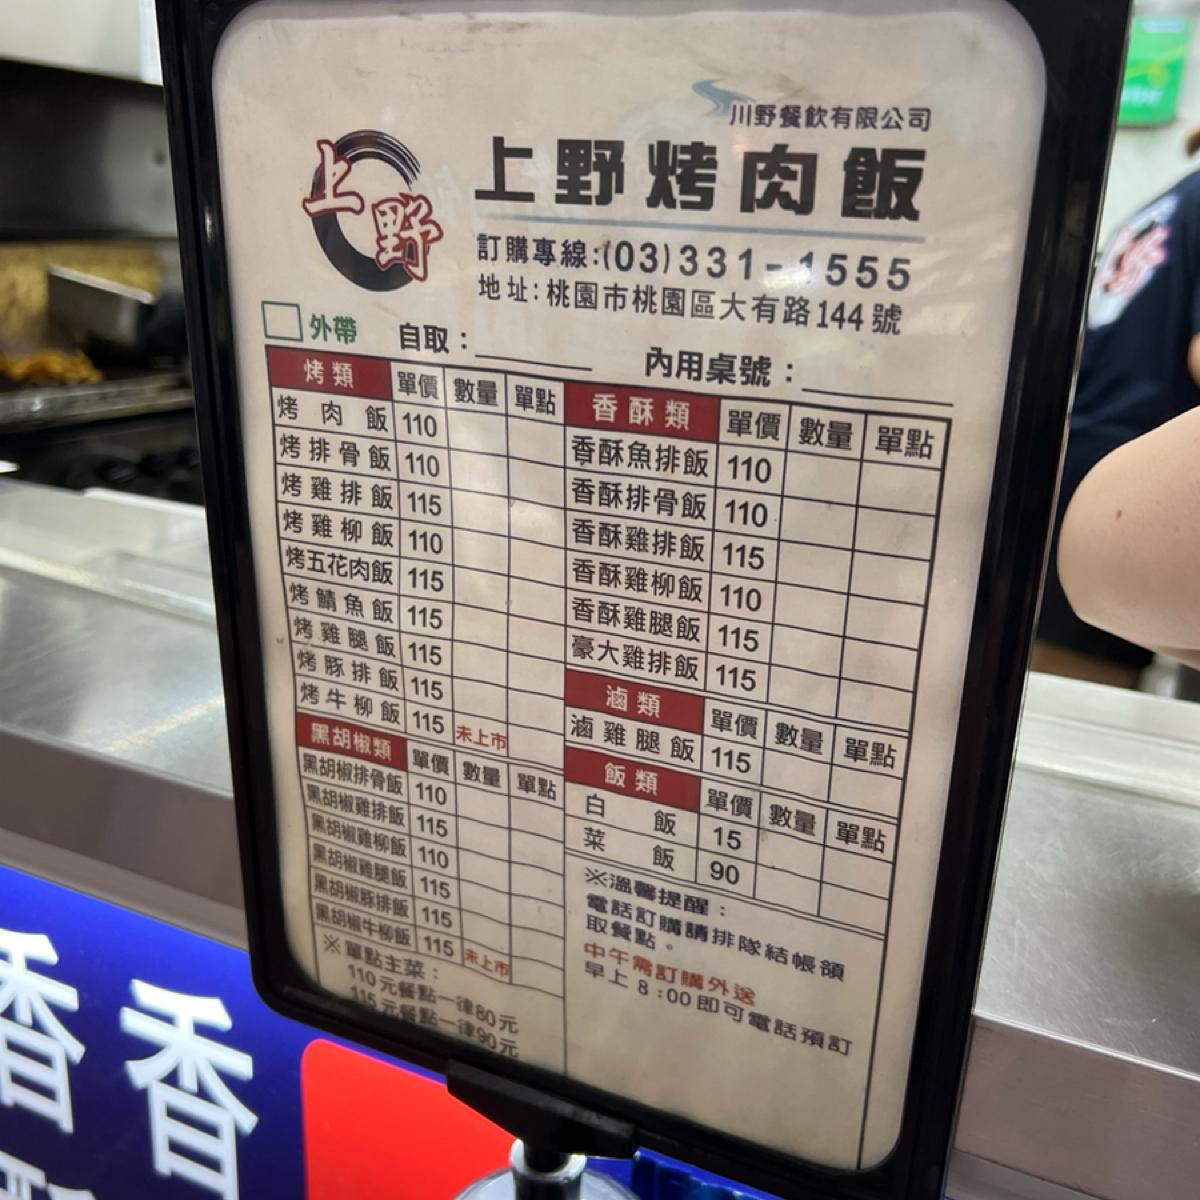 川野餐飲有限公司
上野
上野烤肉飯
訂購專線:(03)331-1555
地址:桃園市桃園區大有路144號
外帶 自取: 內用桌號:
烤類 單價 數量 單點
烤肉飯 110
烤排骨飯 110
烤雞排飯 115
烤雞柳飯 110
烤五花肉飯 115
烤鯖魚飯 115
烤雞腿飯 115
烤豚排飯 115
烤牛柳飯 115 未上市
黑胡椒類 單價 數量 單點
黑胡椒排骨飯 110
黑胡椒雞排飯 115
黑胡椒雞柳飯 110
黑胡椒雞腿飯 115
黑胡椒豚排飯 115
黑胡椒牛柳飯 115 未上市
※單點主菜:
110元餐點一律80元
115元餐點一律90元
香酥類 單價 數量 單點
香酥魚排飯 110
香酥排骨飯 110
香酥雞排飯 115
香酥雞柳飯 110
香酥雞腿飯 115
豪大雞排飯 115
滷類 單價 數量 單點
滷雞腿飯 115
飯類 單價 數量 單點
白飯 15
菜飯 90
※溫馨提醒:
電話訂購請排隊結帳領
取餐點。
中午需訂購外送
早上8:00即可電話預訂
香 香